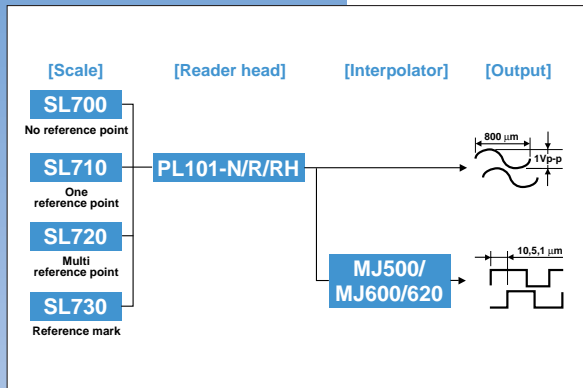 [Scale] [Reader head] [Interpolator] [Output]
SL700
No reference point
SL710
One
reference point
SL720
Multi
reference point
SL730
Reference mark
PL101-N/R/RH
MJ500/
MJ600/620
800 µm
1Vp-p
10,5,1 µm